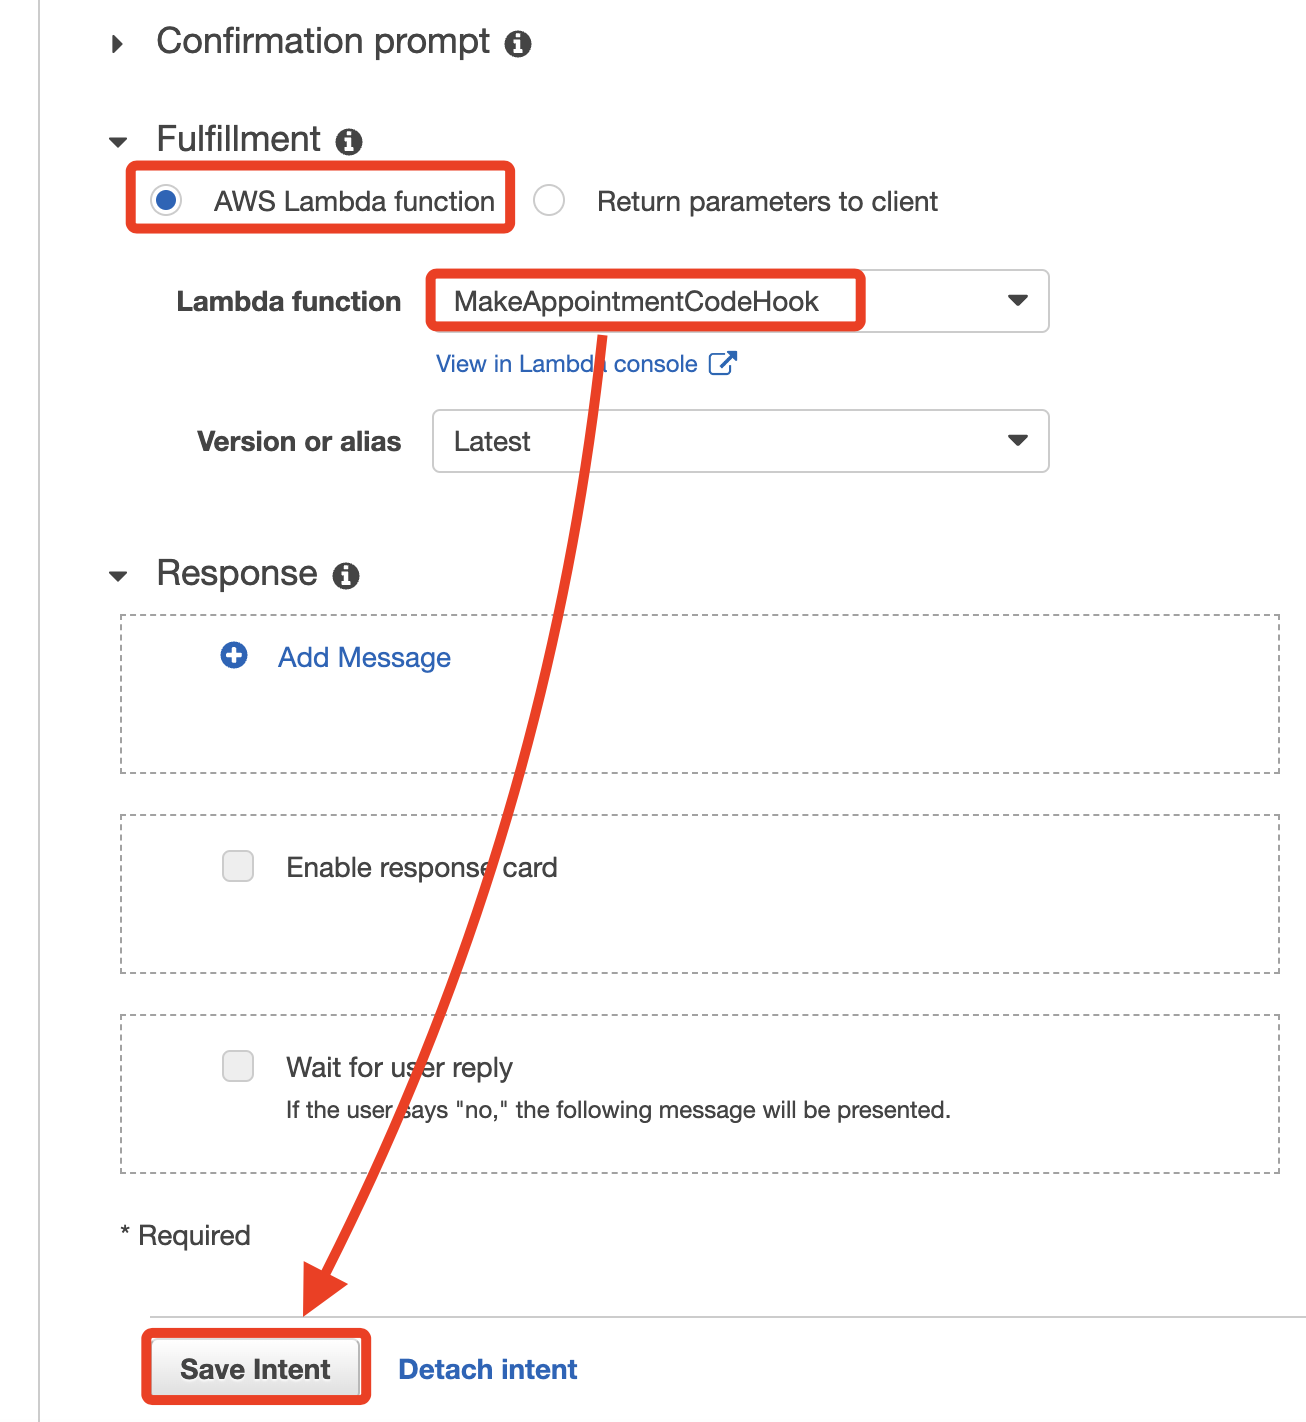 Confirmation prompt
Fulfillment
AWS Lambda function
Return parameters to client
Lambda function
MakeAppointmentCodeHook
View in Lambda console
Version or alias
Latest
Response
Add Message
Enable response card
Wait for user reply
If the user says "no," the following message will be presented.
* Required
Save Intent
Detach intent